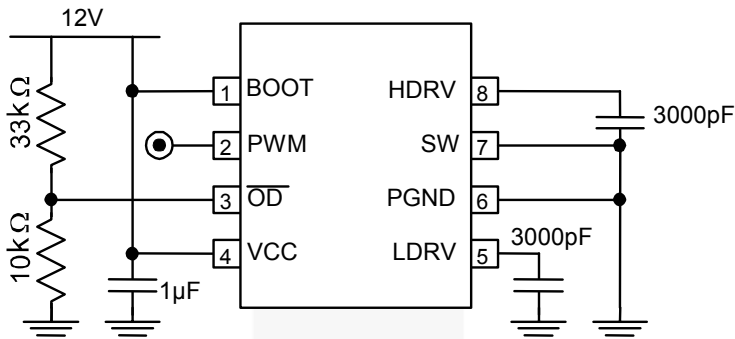 12V
33kΩ
10kΩ
1µF
1 BOOT
2 PWM
3 OD
4 VCC
HDRV 8
SW 7
PGND 6
LDRV 5
3000pF
3000pF